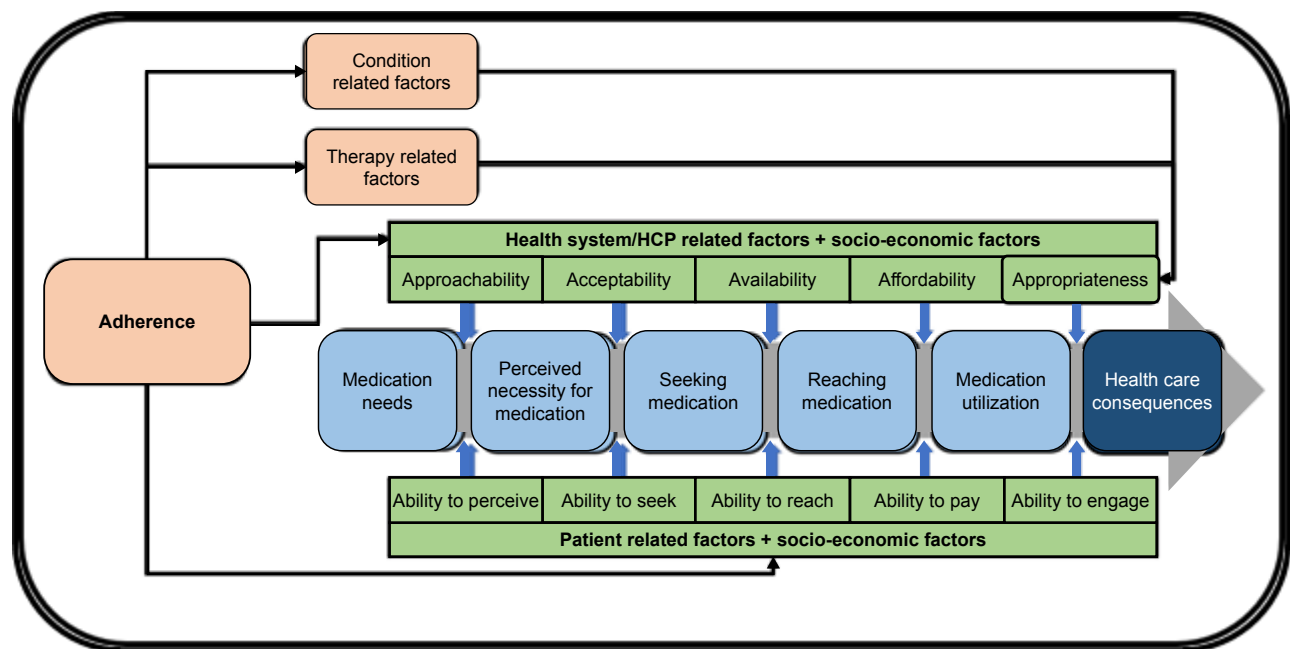 Condition
related factors
Therapy related
factors
Health system/HCP related factors + socio-economic factors
Approachability
Acceptability
Availability
Affordability
Appropriateness
Adherence
Medication
needs
Perceived
necessity for
medication
Seeking
medication
Reaching
medication
Medication
utilization
Health care
consequences
Ability to perceive
Ability to seek
Ability to reach
Ability to pay
Ability to engage
Patient related factors + socio-economic factors